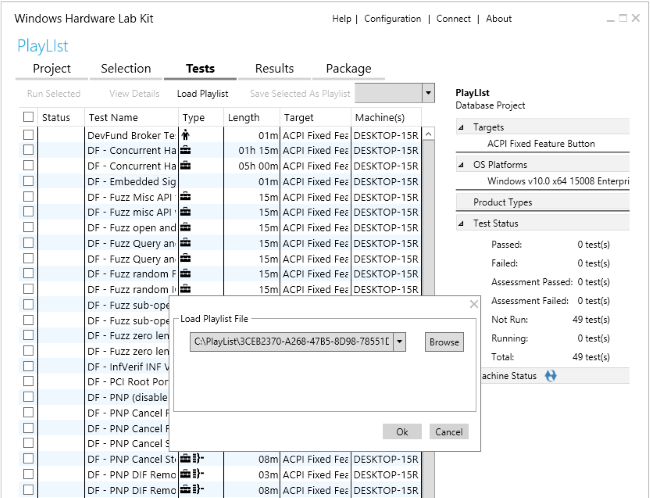 Windows Hardware Lab Kit
Help | Configuration | Connect | About
PlayLIst
Project Selection Tests Results Package
Run Selected View Details Load Playlist Save Selected As Playlist
Status Test Name Type Length Target Machine(s)
DevFund Broker Te 01m ACPI Fixed Fea DESKTOP-15R
DF - Concurrent Ha 01h 15m ACPI Fixed Fea DESKTOP-15R
DF - Concurrent Ha 05h 00m ACPI Fixed Fea DESKTOP-15R
DF - Embedded Sig 01m ACPI Fixed Fea DESKTOP-15R
DF - Fuzz Misc API 15m ACPI Fixed Fea DESKTOP-15R
DF - Fuzz misc API 15m ACPI Fixed Fea DESKTOP-15R
DF - Fuzz open and 15m ACPI Fixed Fea DESKTOP-15R
DF - Fuzz Query an 15m ACPI Fixed Fea DESKTOP-15R
DF - Fuzz Query an 15m ACPI Fixed Fea DESKTOP-15R
DF - Fuzz random F 15m ACPI Fixed Fea DESKTOP-15R
DF - Fuzz random I 15m ACPI Fixed Fea DESKTOP-15R
DF - Fuzz sub-ope
DF - Fuzz sub-ope
DF - Fuzz zero len
DF - Fuzz zero len
DF - InfVerif INF V
DF - PCI Root Por
DF - PNP (disable
DF - PNP Cancel F
DF - PNP Cancel F
DF - PNP Cancel S
DF - PNP Cancel St 08m ACPI Fixed Fea DESKTOP-15R
DF - PNP DIF Remo 03m ACPI Fixed Fea DESKTOP-15R
DF - PNP DIF Remo 08m ACPI Fixed Fea DESKTOP-15R
Load Playlist File
C:\PlayList\3CEB2370-A268-47B5-8D98-78551D
Browse
Ok Cancel
PlayLIst
Database Project
Targets
ACPI Fixed Feature Button
OS Platforms
Windows v10.0 x64 15008 Enterpri
Product Types
Test Status
Passed: 0 test(s)
Failed: 0 test(s)
Assessment Passed: 0 test(s)
Assessment Failed: 0 test(s)
Not Run: 49 test(s)
Running: 0 test(s)
Total: 49 test(s)
achine Status